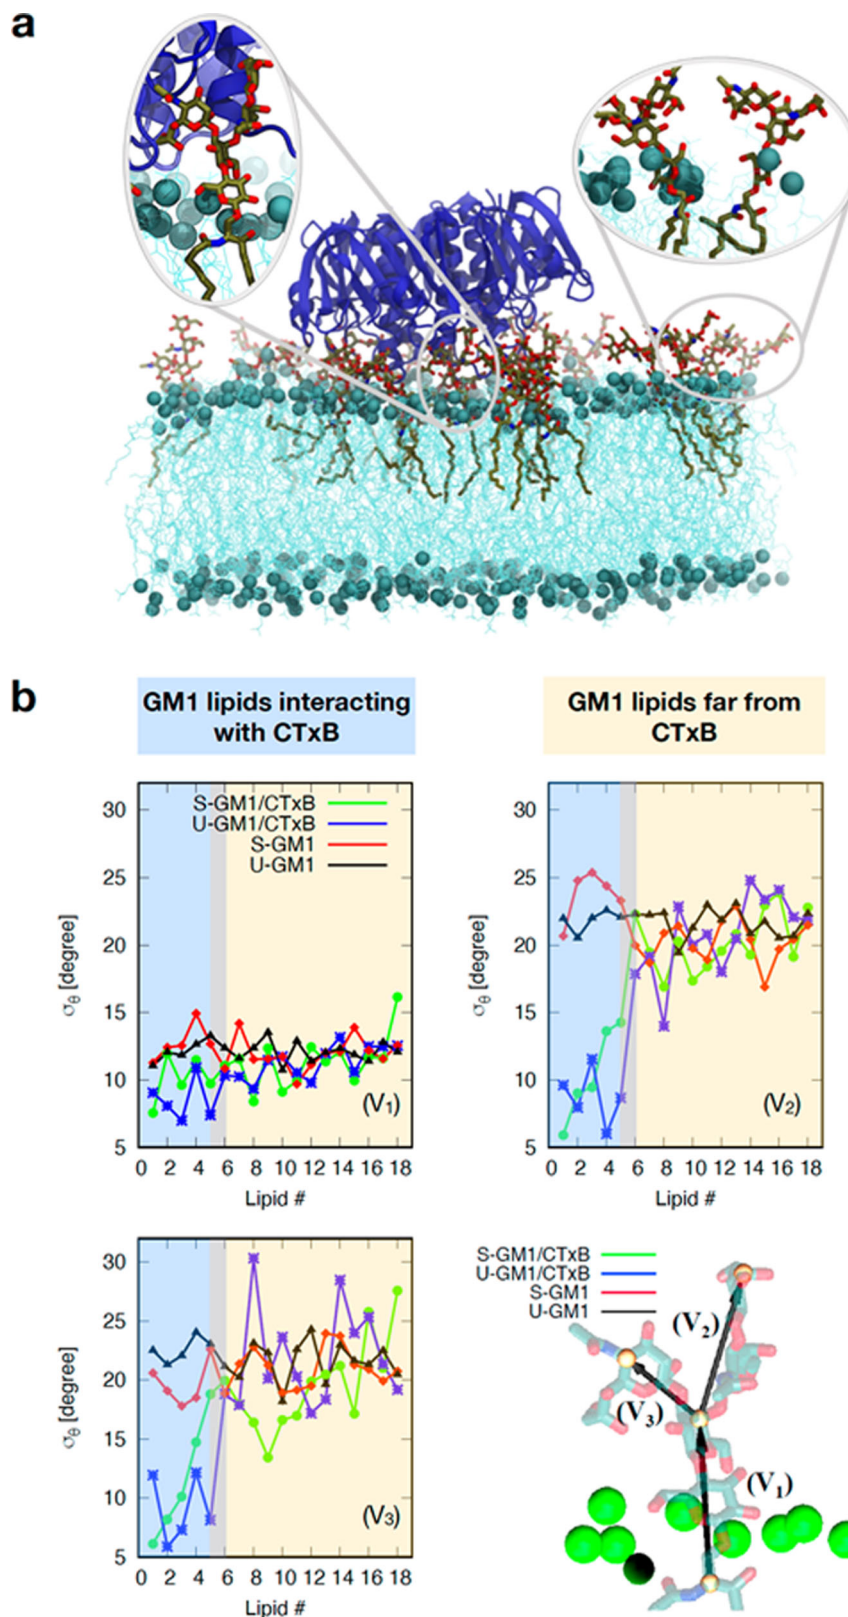 a
b
GM1 lipids interacting
with CTxB
GM1 lipids far from
CTxB
30
25
20
15
10
5
σθ [degree]
S-GM1/CTxB
U-GM1/CTxB
S-GM1
U-GM1
(V1)
0 2 4 6 8 10 12 14 16 18
Lipid #
30
25
20
15
10
5
σθ [degree]
(V2)
0 2 4 6 8 10 12 14 16 18
Lipid #
30
25
20
15
10
5
σθ [degree]
(V3)
0 2 4 6 8 10 12 14 16 18
Lipid #
S-GM1/CTxB
U-GM1/CTxB
S-GM1
U-GM1
(V2)
(V3)
(V1)